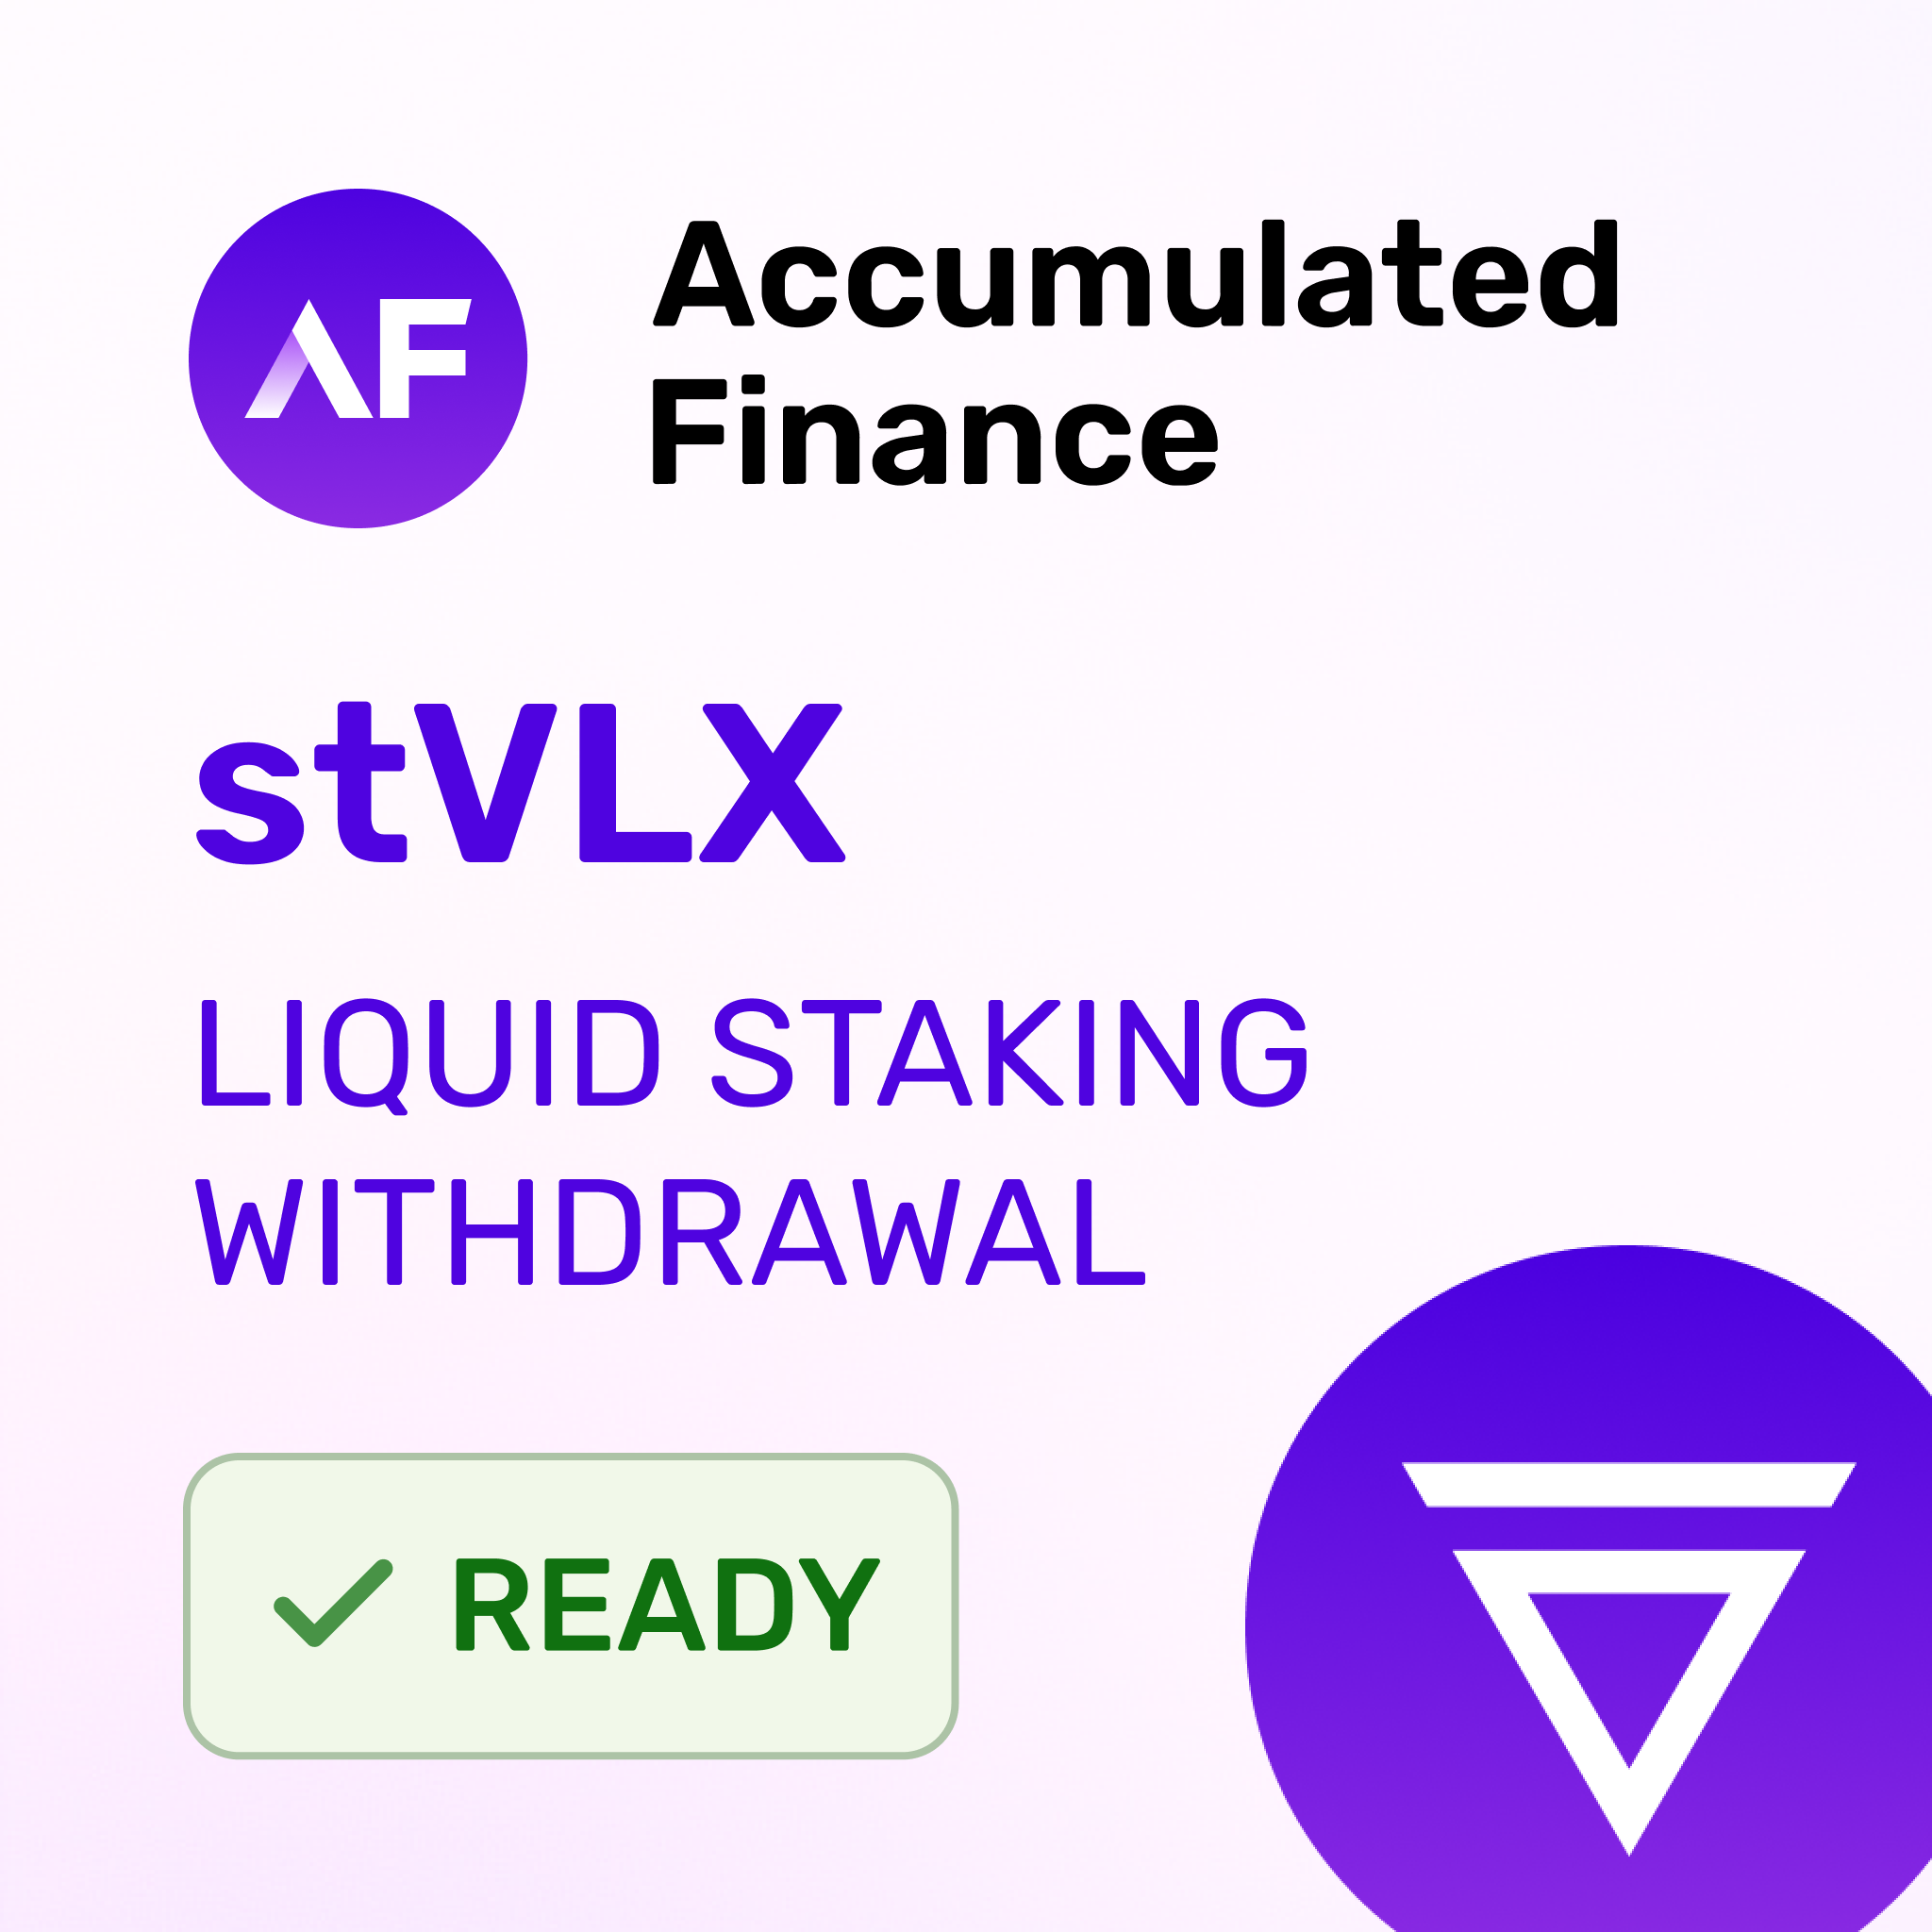 AF
Accumulated
Finance
stVLX
LIQUID STAKING
WITHDRAWAL
READY